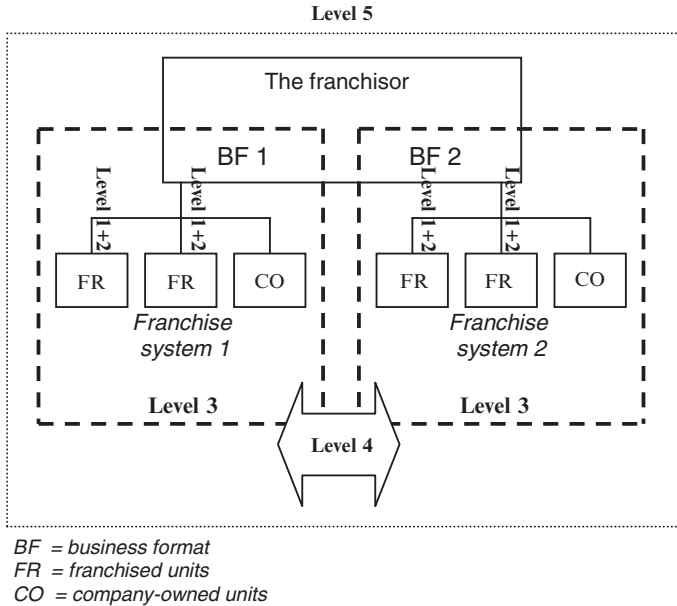 Level 5
The franchisor
BF 1
BF 2
Level 1+2
Level 1+2
Level 1+2
Level 1+2
FR
FR
CO
FR
FR
CO
Franchise
system 1
Franchise
system 2
Level 3
Level 3
Level 4
BF = business format
FR = franchised units
CO = company-owned units